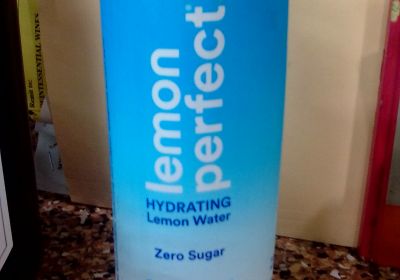 lemon
perfect
HYDRATING
Lemon Water
Zero Sugar